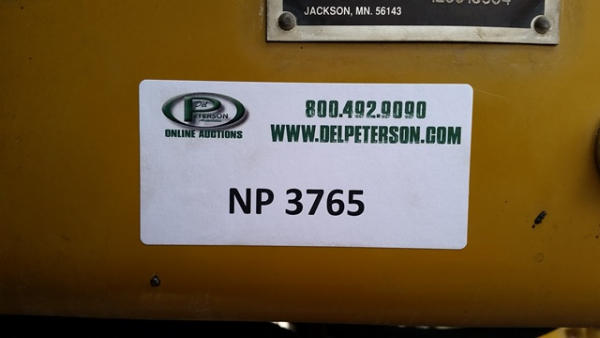 JACKSON, MN. 56143
Del
PETERSON
ONLINE AUCTIONS
800.492.9090
WWW.DELPETERSON.COM
NP 3765